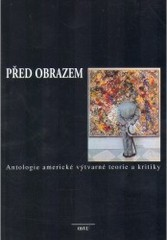 PŘED OBRAZEM
Antologie americké výtvarné teorie a kritiky